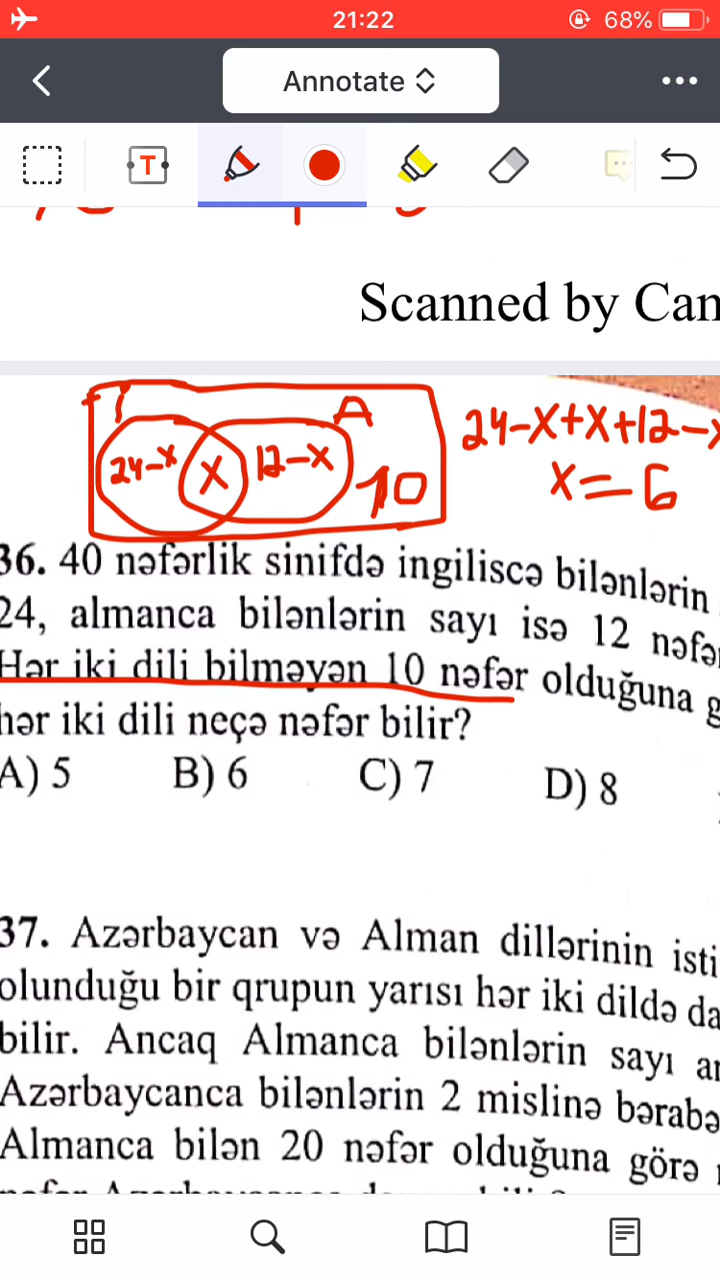 21:22
68%
Annotate
T
Scanned by Can
İ
A
24-x
x
12-x
10
24-x+x+12-x
x=6
36. 40 nəfərlik sinifdə ingiliscə bilənlərin
24, almanca bilənlərin sayı isə 12 nəfə
Hər iki dili bilməyən 10 nəfər olduğuna g
hər iki dili neçə nəfər bilir?
A) 5 B) 6 C) 7 D) 8
37. Azərbaycan və Alman dillərinin isti
olunduğu bir qrupun yarısı hər iki dildə da
bilir. Ancaq Almanca bilənlərin sayı an
Azərbaycanca bilənlərin 2 mislinə bərabə
Almanca bilən 20 nəfər olduğuna görə